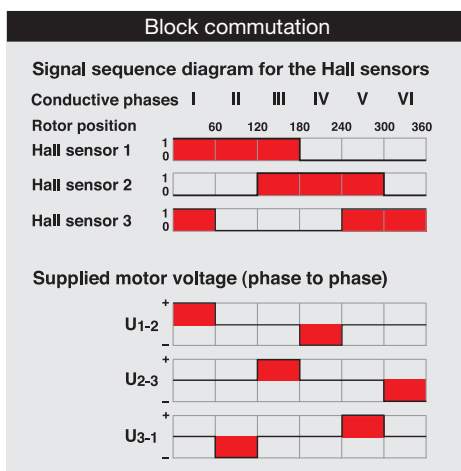 Block commutation
Signal sequence diagram for the Hall sensors
Conductive phases I II III IV V VI
Rotor position 60 120 180 240 300 360
Hall sensor 1 1 0
Hall sensor 2 1 0
Hall sensor 3 1 0
Supplied motor voltage (phase to phase)
+
U1-2
–
+
U2-3
–
+
U3-1
–